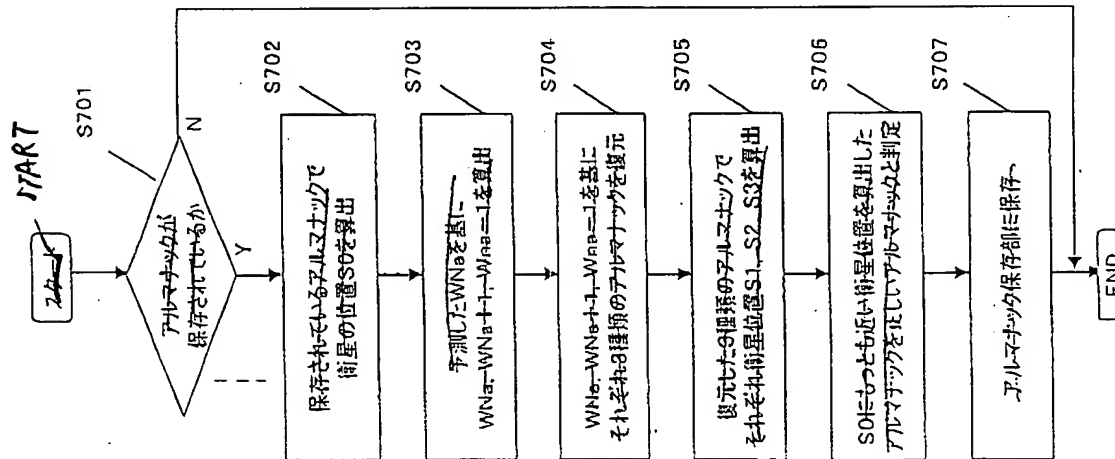 START
スタート
S701
アルマナックが
保存されているか
N
Y
S702
保存されているアルマナックで
衛星の位置S0を算出
S703
予測したWNaを基に
WNa、WNa+1、Wna-1を算出
S704
WNa、WNa+1、Wna-1を基に
それぞれ3種類のアルマナックを復元
S705
復元した3種類のアルマナックで
それぞれ衛星位置S1、S2、S3を算出
S706
S0にもっとも近い衛星位置を算出した
アルマナックを正しいアルマナックと判定
S707
アルマナック保存部に保存
END